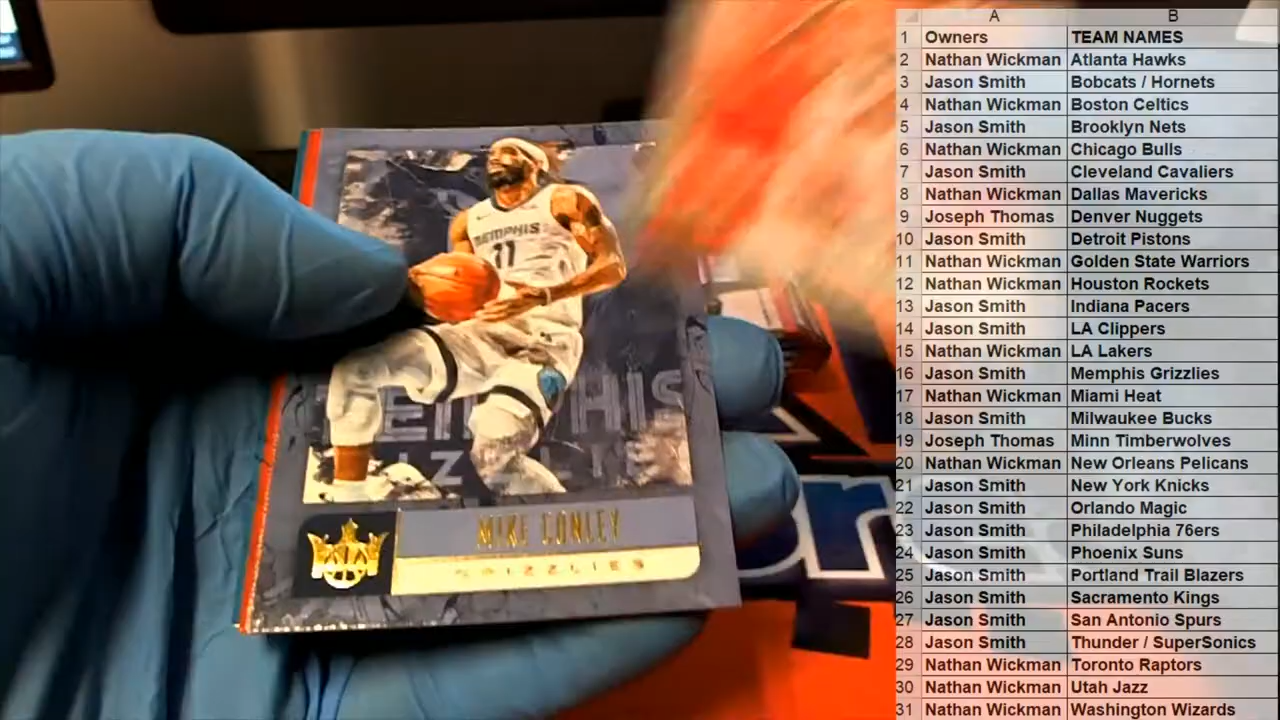 MEMPHIS
11
MEMPHIS
MIKE CONLEY
GRIZZLIES
A B
1 Owners TEAM NAMES
2 Nathan Wickman Atlanta Hawks
3 Jason Smith Bobcats / Hornets
4 Nathan Wickman Boston Celtics
5 Jason Smith Brooklyn Nets
6 Nathan Wickman Chicago Bulls
7 Jason Smith Cleveland Cavaliers
8 Nathan Wickman Dallas Mavericks
9 Joseph Thomas Denver Nuggets
10 Jason Smith Detroit Pistons
11 Nathan Wickman Golden State Warriors
12 Nathan Wickman Houston Rockets
13 Jason Smith Indiana Pacers
14 Jason Smith LA Clippers
15 Nathan Wickman LA Lakers
16 Jason Smith Memphis Grizzlies
17 Nathan Wickman Miami Heat
18 Jason Smith Milwaukee Bucks
19 Joseph Thomas Minn Timberwolves
20 Nathan Wickman New Orleans Pelicans
21 Jason Smith New York Knicks
22 Jason Smith Orlando Magic
23 Jason Smith Philadelphia 76ers
24 Jason Smith Phoenix Suns
25 Jason Smith Portland Trail Blazers
26 Jason Smith Sacramento Kings
27 Jason Smith San Antonio Spurs
28 Jason Smith Thunder / SuperSonics
29 Nathan Wickman Toronto Raptors
30 Nathan Wickman Utah Jazz
31 Nathan Wickman Washington Wizards